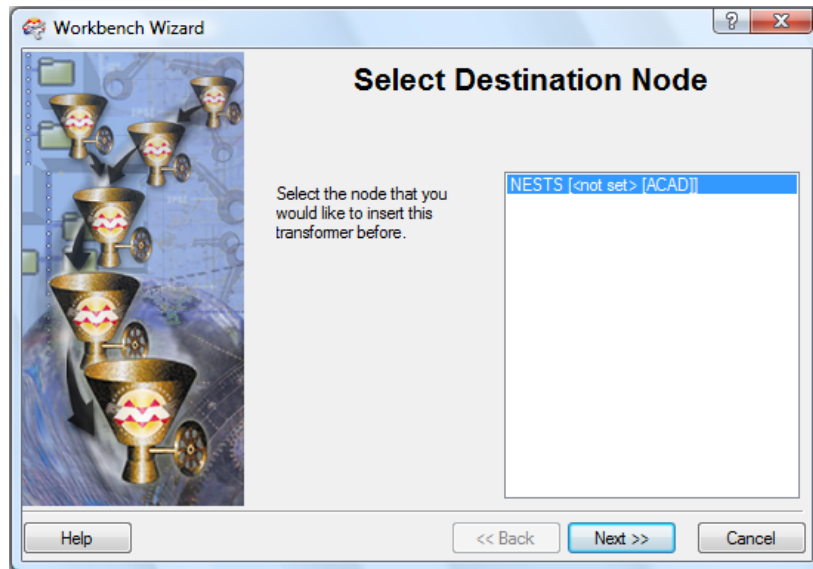 Workbench Wizard
Select Destination Node
Select the node that you
would like to insert this
transformer before.
NESTS [<not set> [ACAD]]
Help
<< Back
Next >>
Cancel